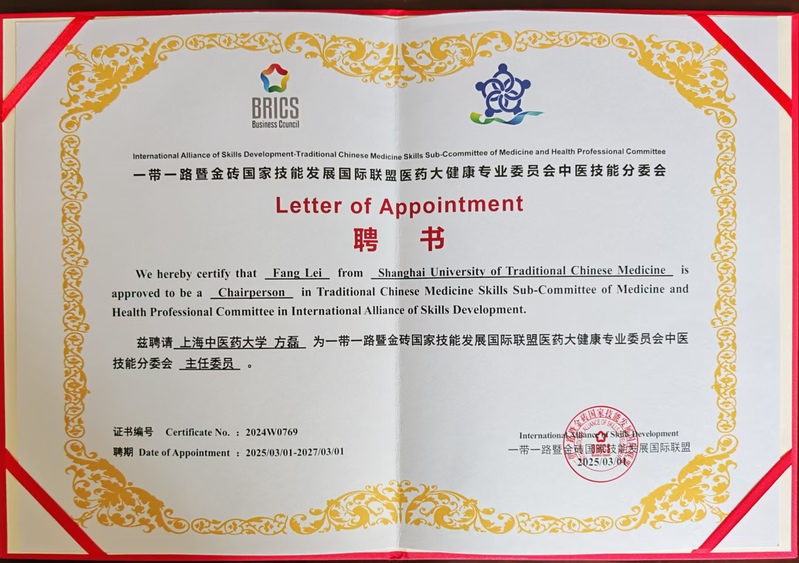 BRICS
Business Council
International Alliance of Skills Development-Traditional Chinese Medicine Skills Sub-Ccommittee of Medicine and Health Professional Committee
一带一路暨金砖国家技能发展国际联盟医药大健康专业委员会中医技能分委会
Letter of Appointment
聘 书
We hereby certify that Fang Lei from Shanghai University of Traditional Chinese Medicine is
approved to be a Chairperson in Traditional Chinese Medicine Skills Sub-Committee of Medicine and
Health Professional Committee in International Alliance of Skills Development.
兹聘请 上海中医药大学 方磊 为一带一路暨金砖国家技能发展国际联盟医药大健康专业委员会中医
技能分委会 主任委员 。
证书编号 Certificate No. : 2024W0769
聘期 Date of Appointment : 2025/03/01-2027/03/01
International Alliance of Skills Development
一带一路暨金砖国家技能发展国际联盟
BRICS
2025/03/01